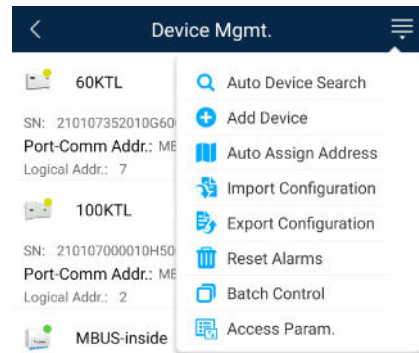 Device Mgmt.
60KTL
SN: 210107352010G60
Port-Comm Addr.: ME
Logical Addr.: 7
100KTL
SN: 210107000010H50
Port-Comm Addr.: ME
Logical Addr.: 2
MBUS-inside
Auto Device Search
Add Device
Auto Assign Address
Import Configuration
Export Configuration
Reset Alarms
Batch Control
Access Param.